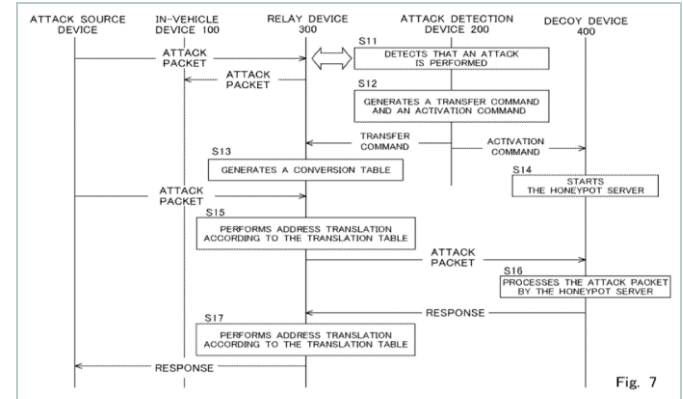 ATTACK SOURCE
DEVICE
IN-VEHICLE
DEVICE 100
RELAY DEVICE
300
ATTACK DETECTION
DEVICE 200
DECOY DEVICE
400
ATTACK
PACKET
S11
DETECTS THAT AN ATTACK
IS PERFORMED
ATTACK
PACKET
S12
GENERATES A TRANSFER COMMAND
AND AN ACTIVATION COMMAND
TRANSFER
COMMAND
ACTIVATION
COMMAND
S13
GENERATES A CONVERSION TABLE
S14
STARTS
THE HONEYPOT SERVER
ATTACK
PACKET
S15
PERFORMS ADDRESS TRANSLATION
ACCORDING TO THE TRANSLATION TABLE
ATTACK
PACKET
S16
PROCESSES THE ATTACK PACKET
BY THE HONEYPOT SERVER
RESPONSE
S17
PERFORMS ADDRESS TRANSLATION
ACCORDING TO THE TRANSLATION TABLE
RESPONSE
Fig. 7